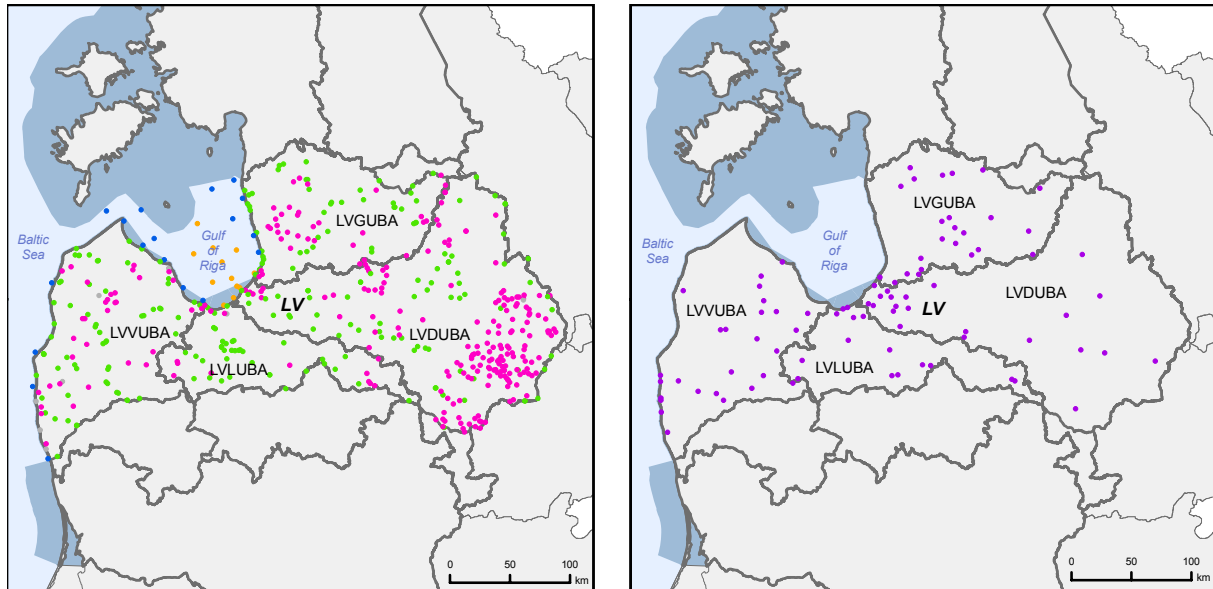 LVGUBA
Baltic
Sea
Gulf
of
Riga
LV
LVVUBA
LVDUBA
LVLUBA
0 50 100
km
LVGUBA
Baltic
Sea
Gulf
of
Riga
LVDUBA
LV
LVVUBA
LVLUBA
0 50 100
km